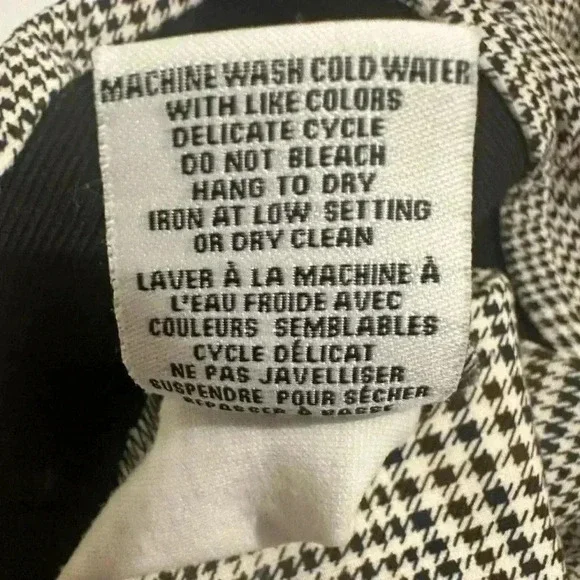 MACHINE WASH COLD WATER
WITH LIKE COLORS
DELICATE CYCLE
DO NOT BLEACH
HANG TO DRY
IRON AT LOW SETTING
OR DRY CLEAN
LAVER À LA MACHINE À
L'EAU FROIDE AVEC
COULEURS SEMBLABLES
CYCLE DÉLICAT
NE PAS JAVELLISER
SUSPENDRE POUR SÉCHER
REPASSER À BASSE